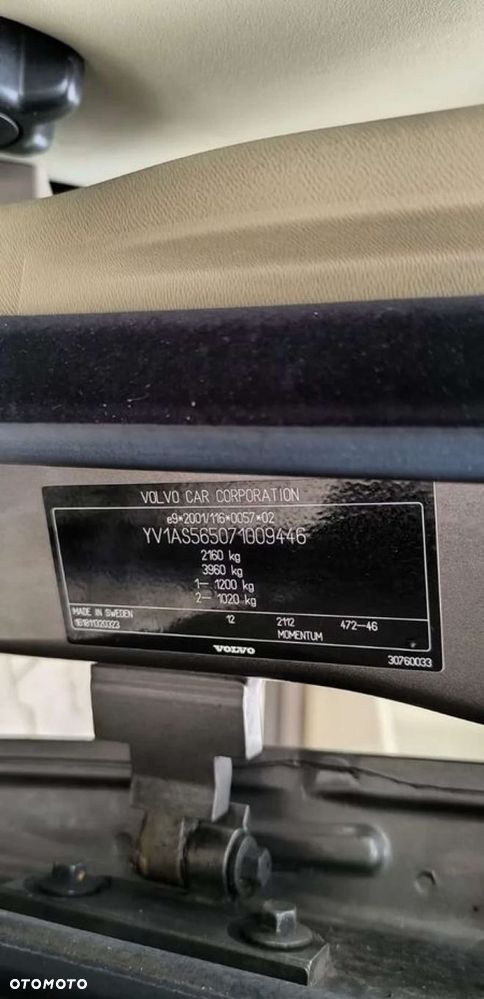 VOLVO CAR CORPORATION
e9*2001/116*0057*02
YV1AS565071009446
2160 kg
3960 kg
1– 1200 kg
2– 1020 kg
MADE IN SWEDEN 12 2112 472–46
161811320323 MOMENTUM
VOLVO
30760033
OTOMOTO